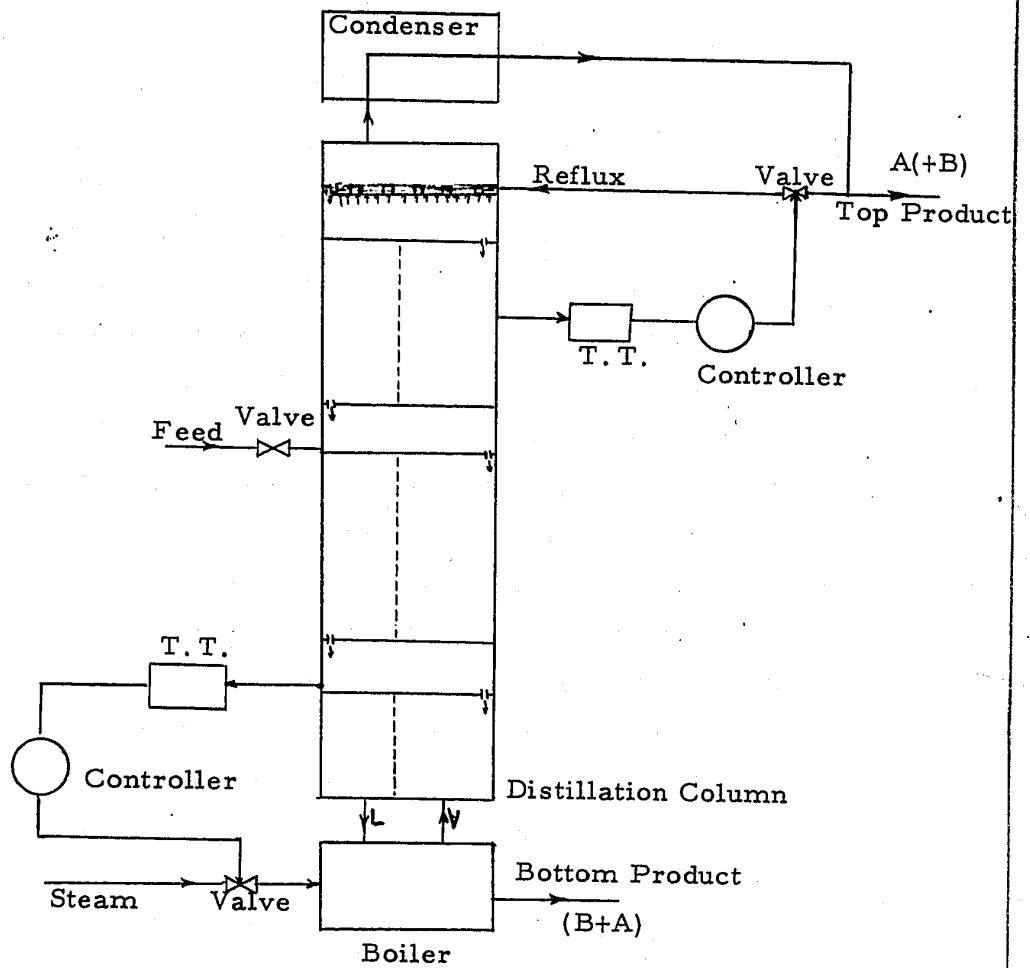 Condenser
A(+B)
Reflux
Valve
Top Product
T. T.
Controller
Valve
Feed
T. T.
Controller
Distillation Column
L
V
Steam
Valve
Bottom Product
(B+A)
Boiler